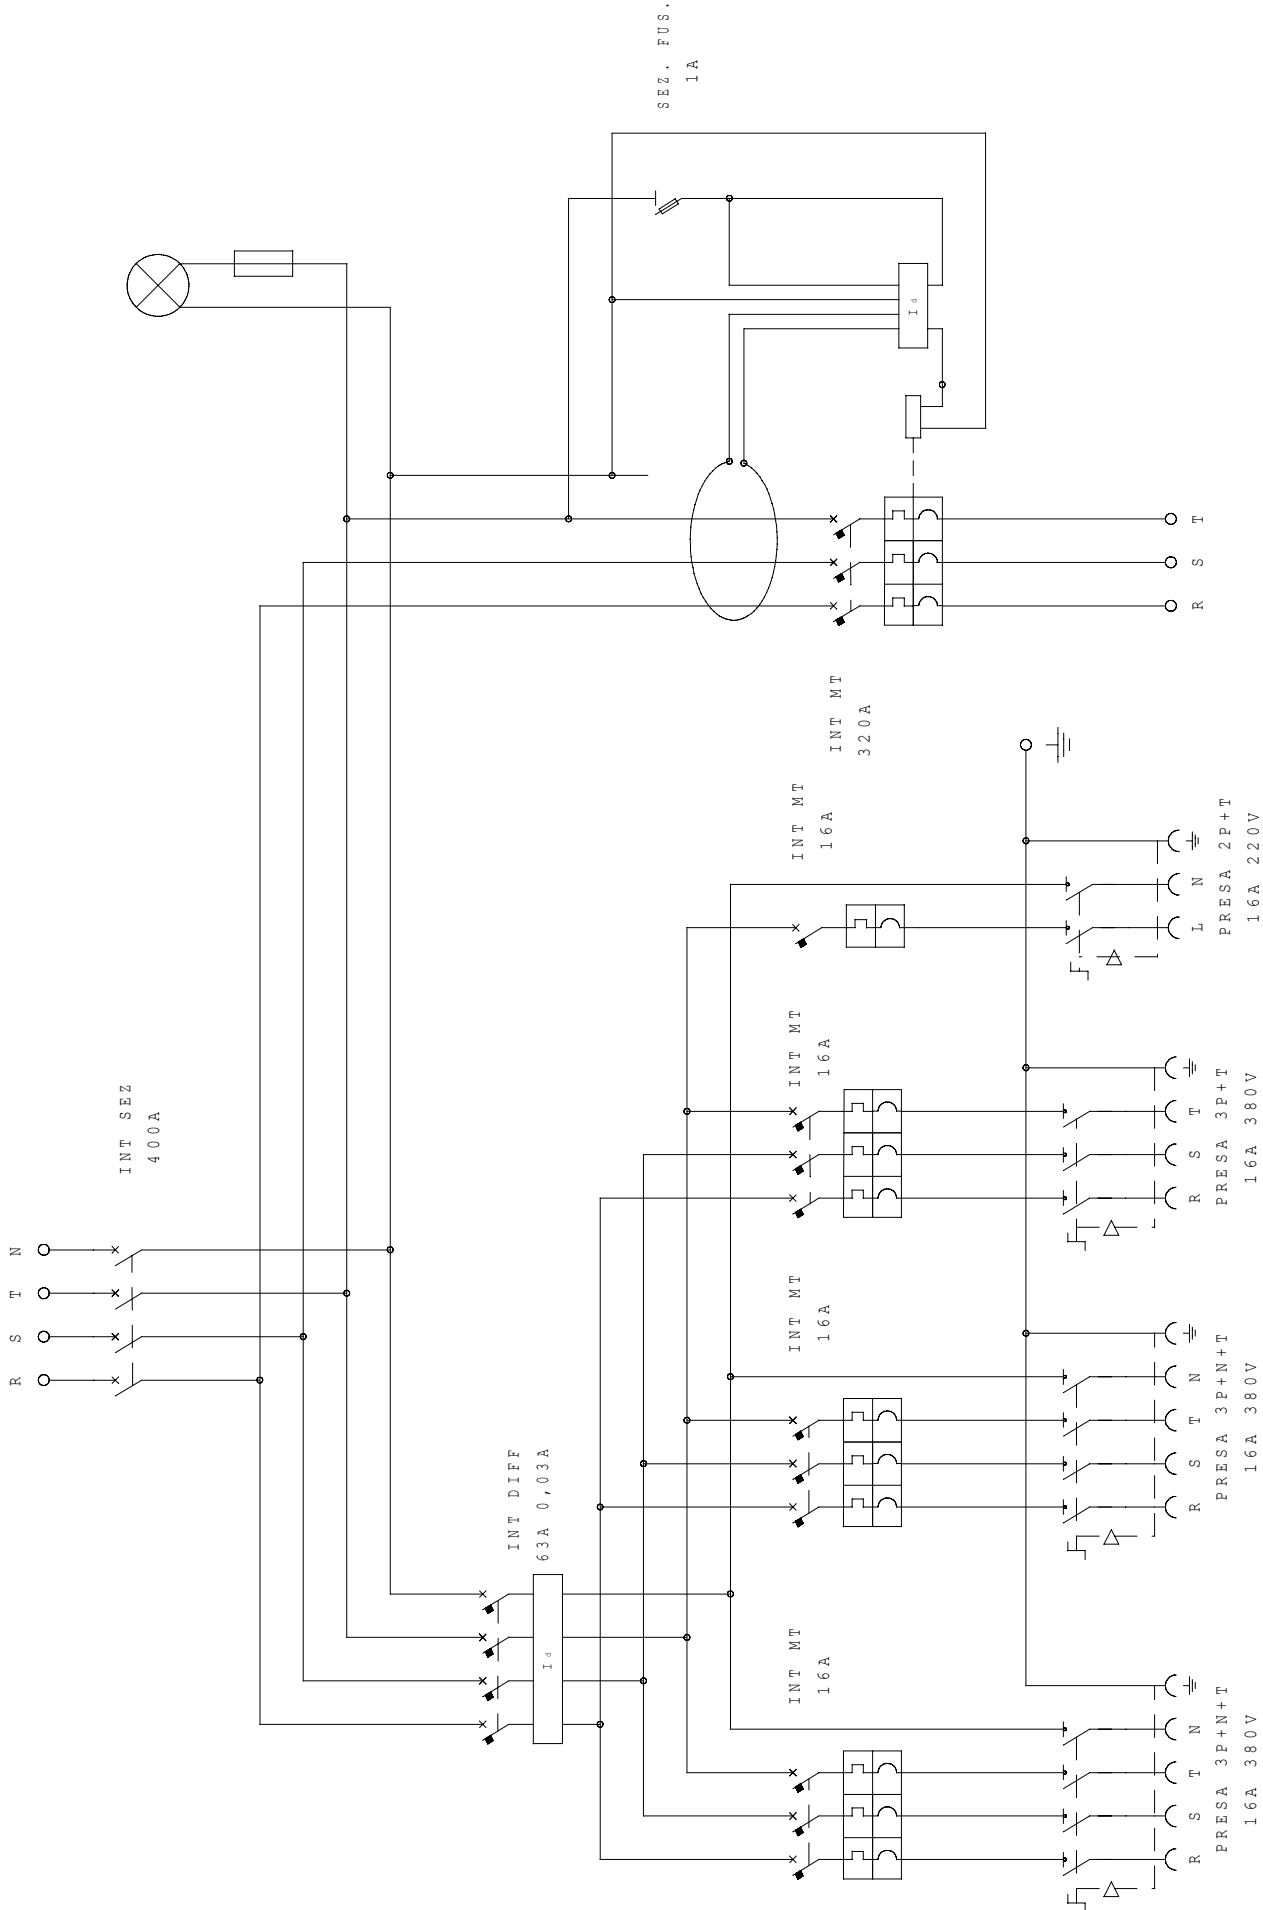 R S T N
INT SEZ
400A
INT DIFF
63A 0,03A
Id
SEZ. FUS.
1A
INT MT
16A
INT MT
16A
INT MT
16A
INT MT
16A
INT MT
320A
Id
R S T N
PRESA 3P+N+T
16A 380V
R S T N
PRESA 3P+N+T
16A 380V
R S T
PRESA 3P+T
16A 380V
L N
PRESA 2P+T
16A 220V
R S T